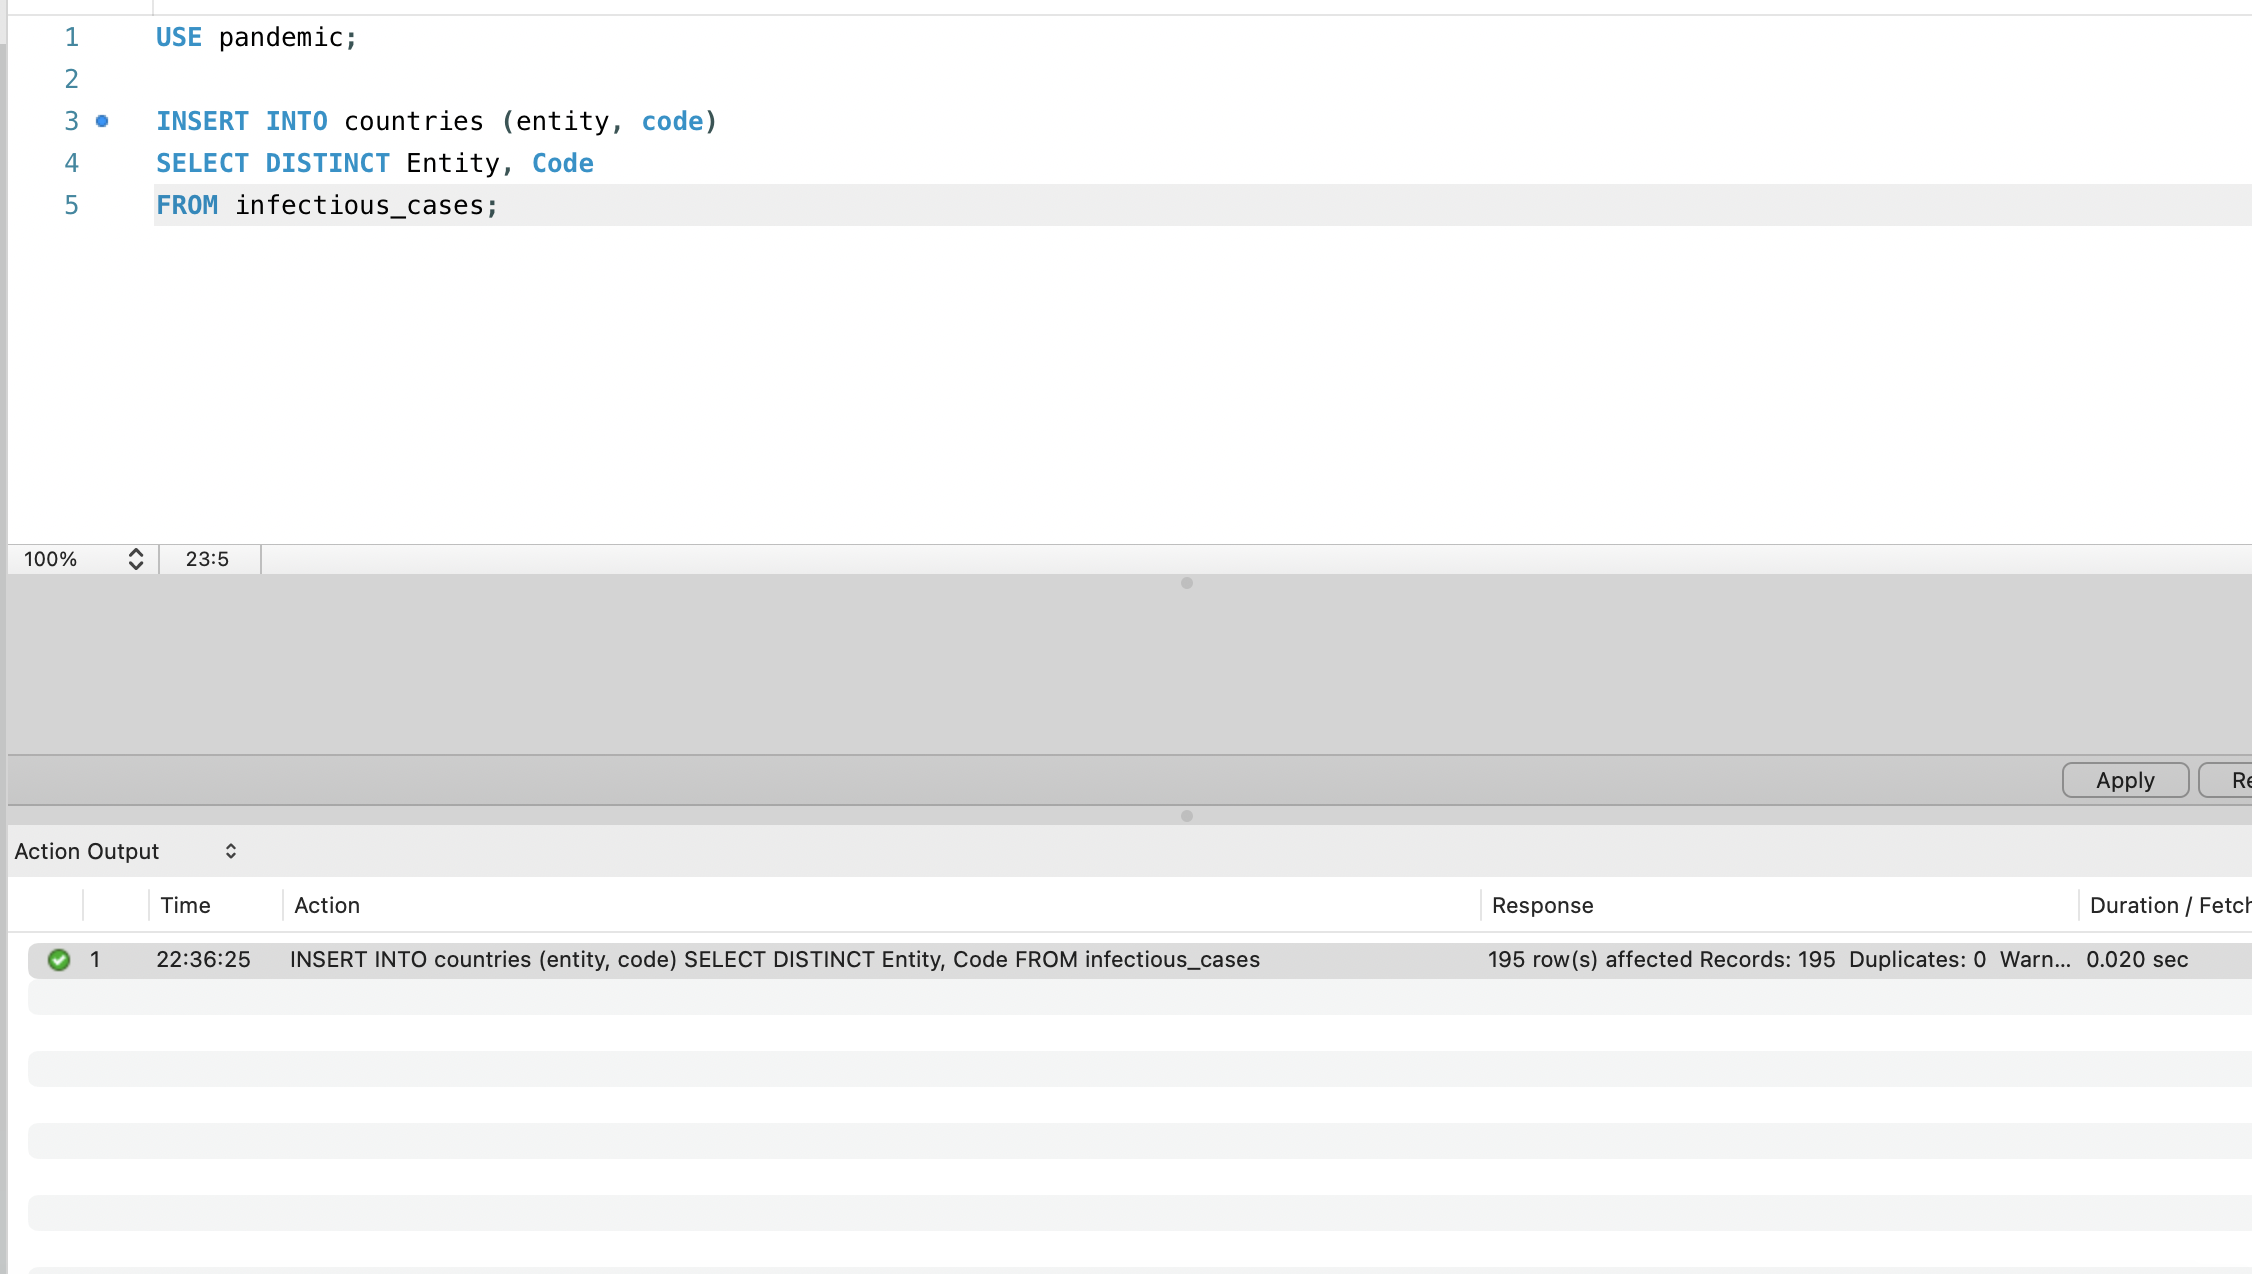 1 USE pandemic;
2
3 INSERT INTO countries (entity, code)
4 SELECT DISTINCT Entity, Code
5 FROM infectious_cases;
100% 23:5
Apply Re
Action Output
Time Action Response Duration / Fetch
1 22:36:25 INSERT INTO countries (entity, code) SELECT DISTINCT Entity, Code FROM infectious_cases 195 row(s) affected Records: 195 Duplicates: 0 Warn... 0.020 sec